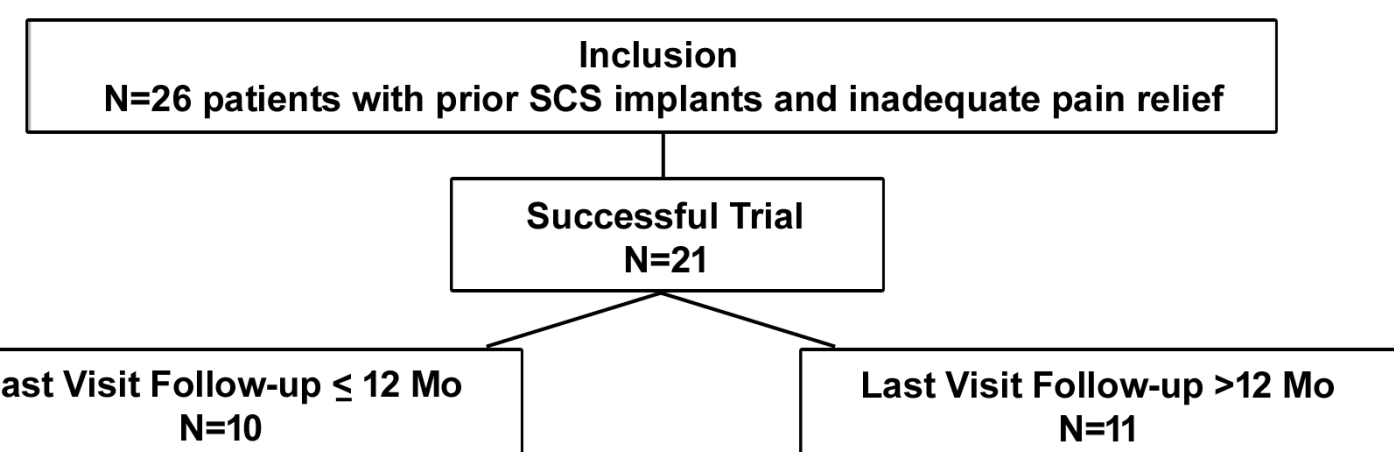 Inclusion
N=26 patients with prior SCS implants and inadequate pain relief
Successful Trial
N=21
ast Visit Follow-up ≤ 12 Mo
N=10
Last Visit Follow-up >12 Mo
N=11